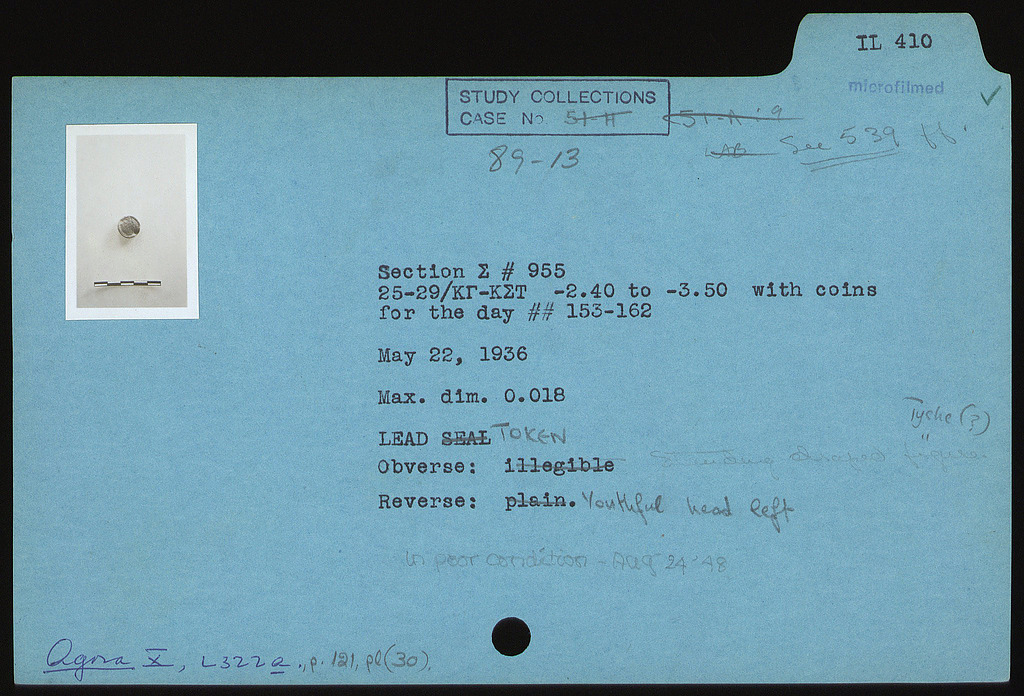 IL 410
microfilmed
STUDY COLLECTIONS
CASE No 51-H 51-A : 9
LAB See 539 ff.
89-13
Section Σ # 955
25-29/ΚΓ-ΚΣΤ -2.40 to -3.50 with coins
for the day ## 153-162
May 22, 1936
Max. dim. 0.018
Tyche (?)
LEAD SEAL TOKEN
"
Obverse: illegible Standing draped figure
Reverse: plain. Youthful head left
In poor condition - Aug 24 '48
Agora X, L322a., p. 121, pl (30).